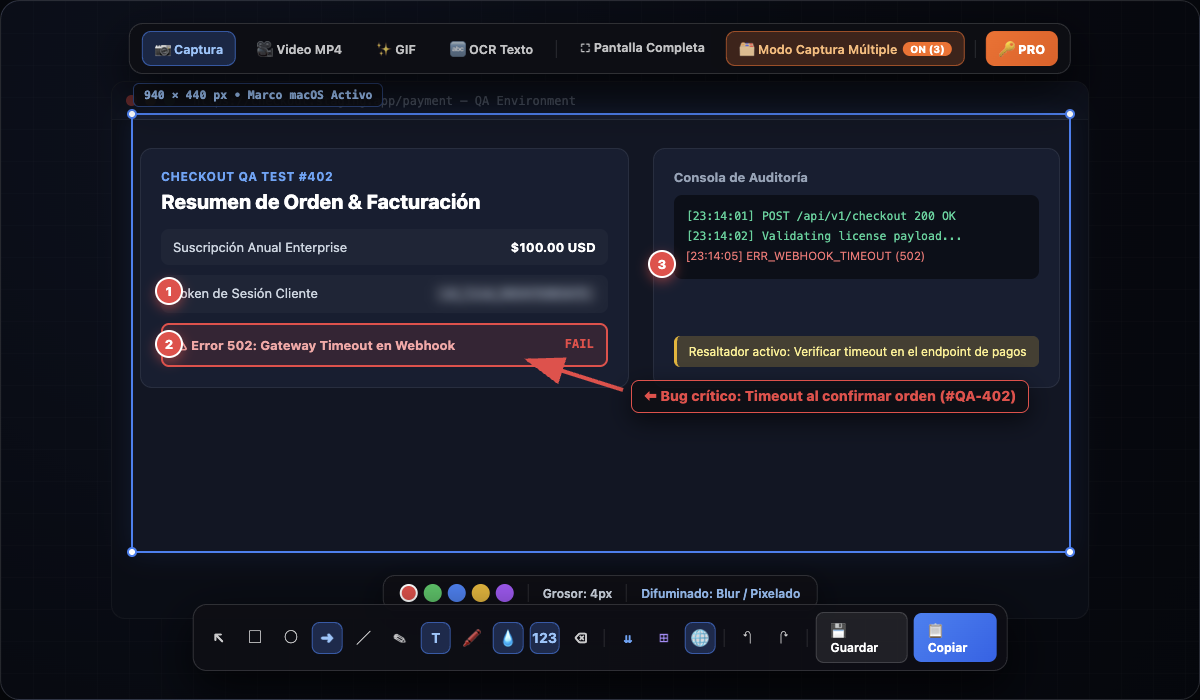 Captura
Video MP4
GIF
abc OCR Texto
Pantalla Completa
Modo Captura Múltiple ON (3)
PRO
940 × 440 px • Marco macOS Activo
pp/payment — QA Environment
CHECKOUT QA TEST #402
Resumen de Orden & Facturación
Suscripción Anual Enterprise $100.00 USD
1 oken de Sesión Cliente
2 Error 502: Gateway Timeout en Webhook FAIL
Consola de Auditoría
[23:14:01] POST /api/v1/checkout 200 OK
[23:14:02] Validating license payload...
3 [23:14:05] ERR_WEBHOOK_TIMEOUT (502)
Resaltador activo: Verificar timeout en el endpoint de pagos
⬅ Bug crítico: Timeout al confirmar orden (#QA-402)
Grosor: 4px
Difuminado: Blur / Pixelado
T
123
Guardar
Copiar